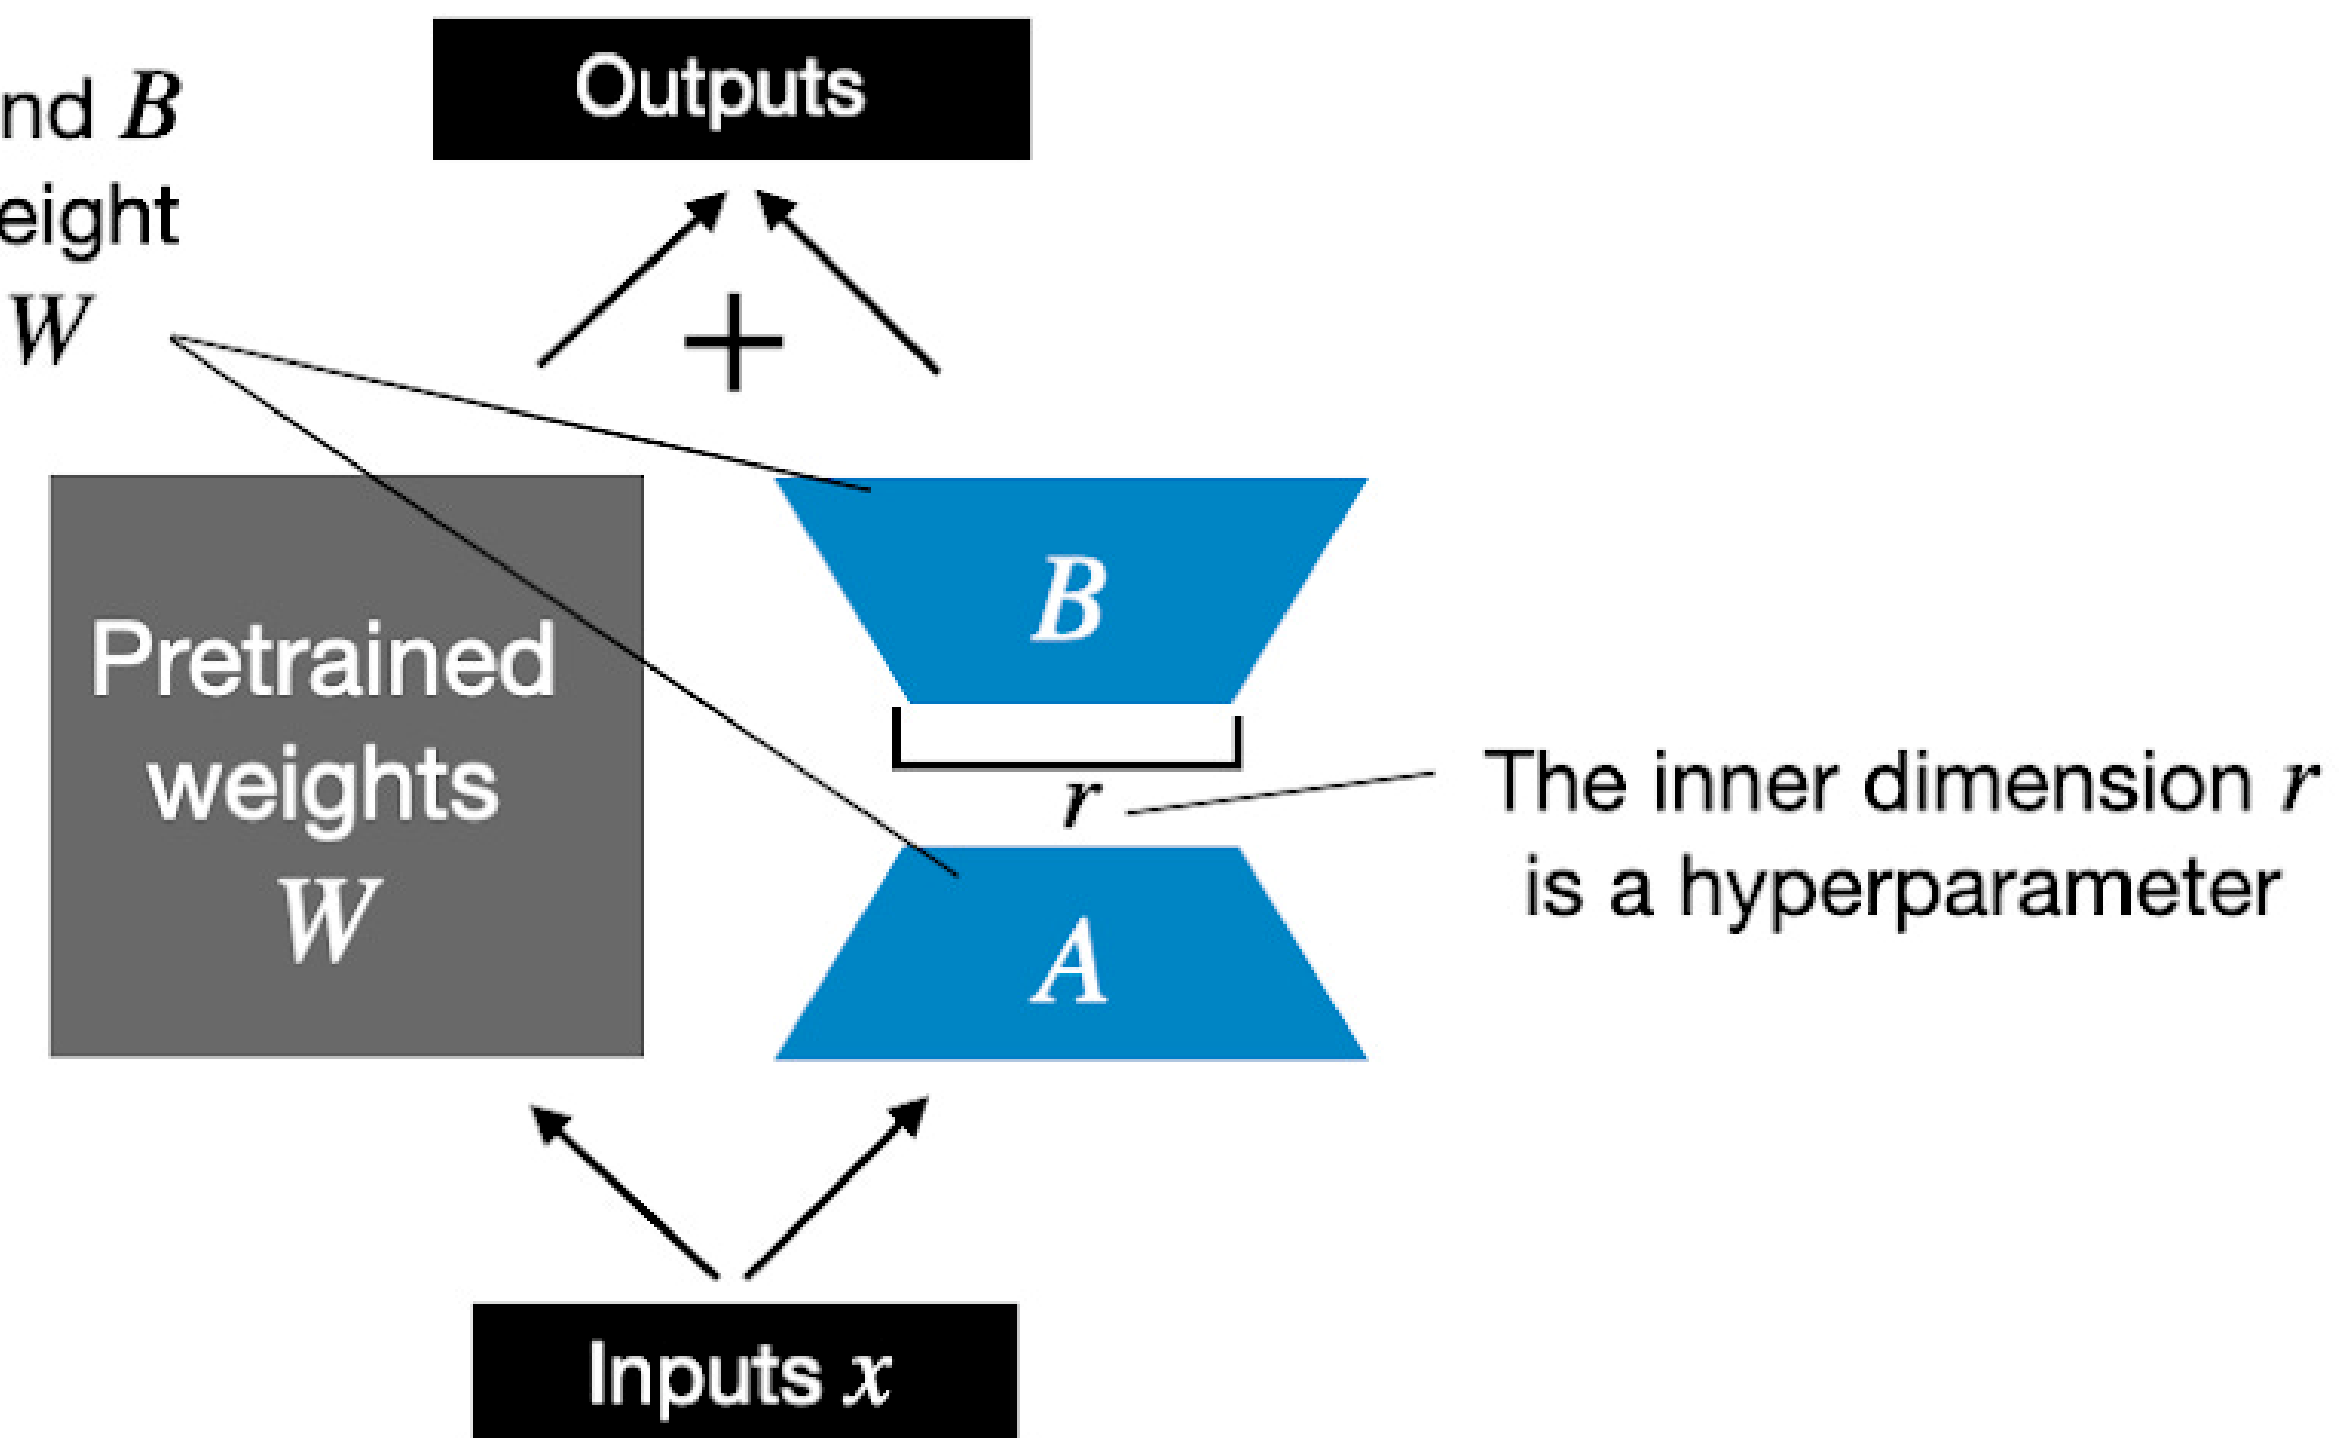 Outputs
nd B
eight
W
+
B
Pretrained
weights
W
r
The inner dimension r
is a hyperparameter
A
Inputs x